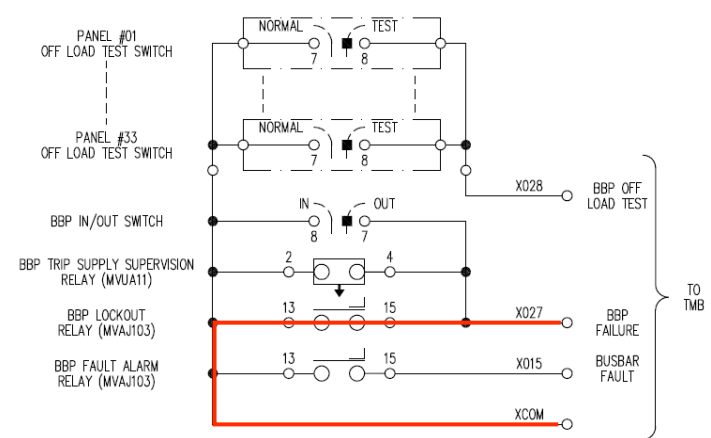 PANEL #01
OFF LOAD TEST SWITCH
NORMAL TEST
7 8
PANEL #33
OFF LOAD TEST SWITCH
NORMAL TEST
7 8
X028
BBP OFF
LOAD TEST
BBP IN/OUT SWITCH
IN OUT
8 7
BBP TRIP SUPPLY SUPERVISION
RELAY (MVUA11)
2 4
BBP LOCKOUT
RELAY (MVAJ103)
13 15
X027
BBP
FAILURE
BBP FAULT ALARM
RELAY (MVAJ103)
13 15
X015
BUSBAR
FAULT
XCOM
TO
TMB